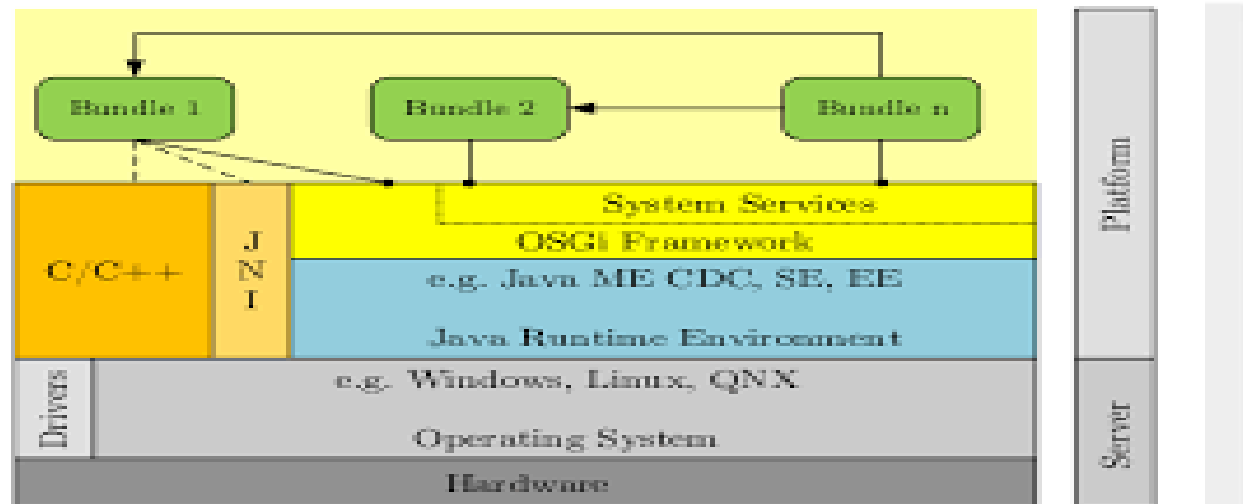 Bundle 1
Bundle 2
Bundle n
System Services
OSGi Framework
C/C++
J
N
I
e.g. Java ME CDC, SE, EE
Java Runtime Environment
Platform
Drivers
e.g. Windows, Linux, QNX
Operating System
Server
Hardware